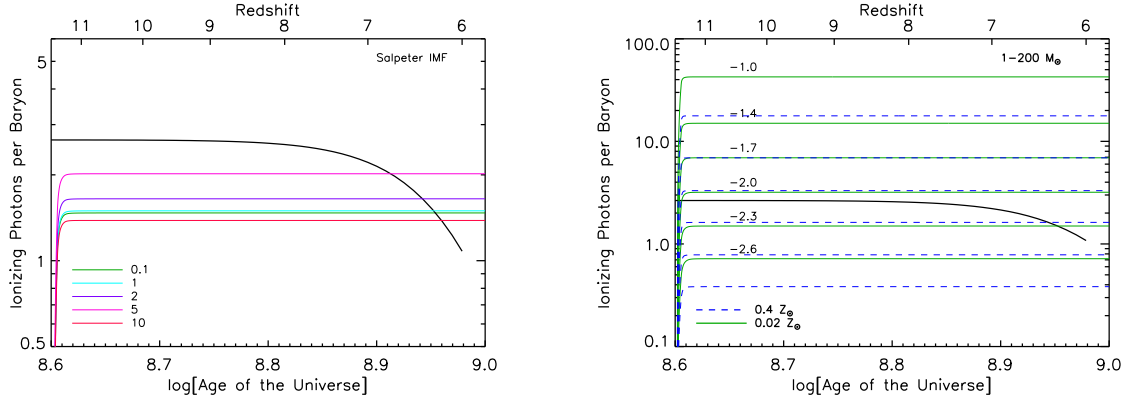 Redshift
11 10 9 8 7 6
Salpeter IMF
5
1
0.5
Ionizing Photons per Baryon
0.1
1
2
5
10
8.6 8.7 8.8 8.9 9.0
log[Age of the Universe]
Redshift
11 10 9 8 7 6
1-200 M⊙
100.0
10.0
1.0
0.1
Ionizing Photons per Baryon
-1.0
-1.4
-1.7
-2.0
-2.3
-2.6
0.4 Z⊙
0.02 Z⊙
8.6 8.7 8.8 8.9 9.0
log[Age of the Universe]